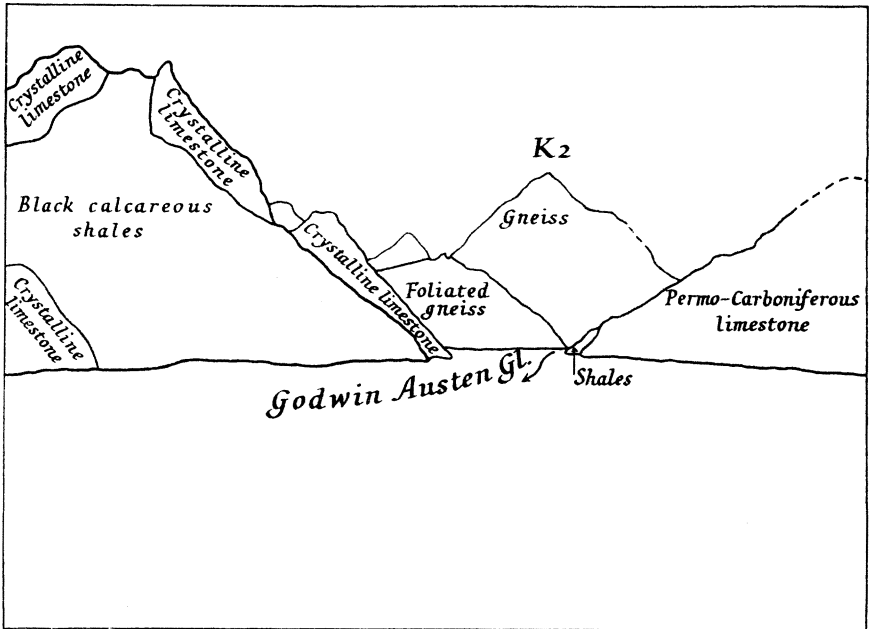 Crystalline
limestone
Crystalline
limestone
K2
Black calcareous
shales
Gneiss
Crystalline limestone
Crystalline
limestone
Foliated
gneiss
Permo-Carboniferous
limestone
Godwin Austen Gl.
Shales